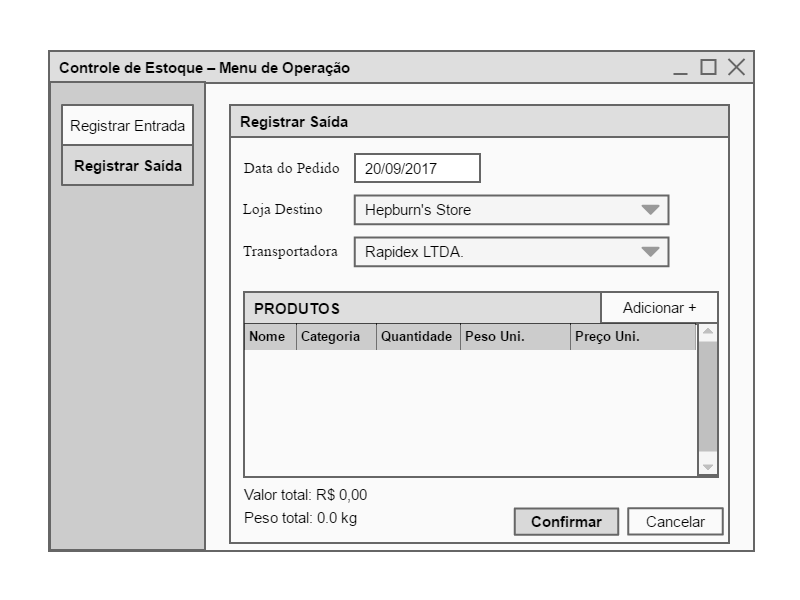 Controle de Estoque – Menu de Operação
Registrar Entrada
Registrar Saída
Registrar Saída
Data do Pedido 20/09/2017
Loja Destino Hepburn's Store
Transportadora Rapidex LTDA.
PRODUTOS Adicionar +
Nome Categoria Quantidade Peso Uni. Preço Uni.
Valor total: R$ 0,00
Peso total: 0.0 kg
Confirmar Cancelar